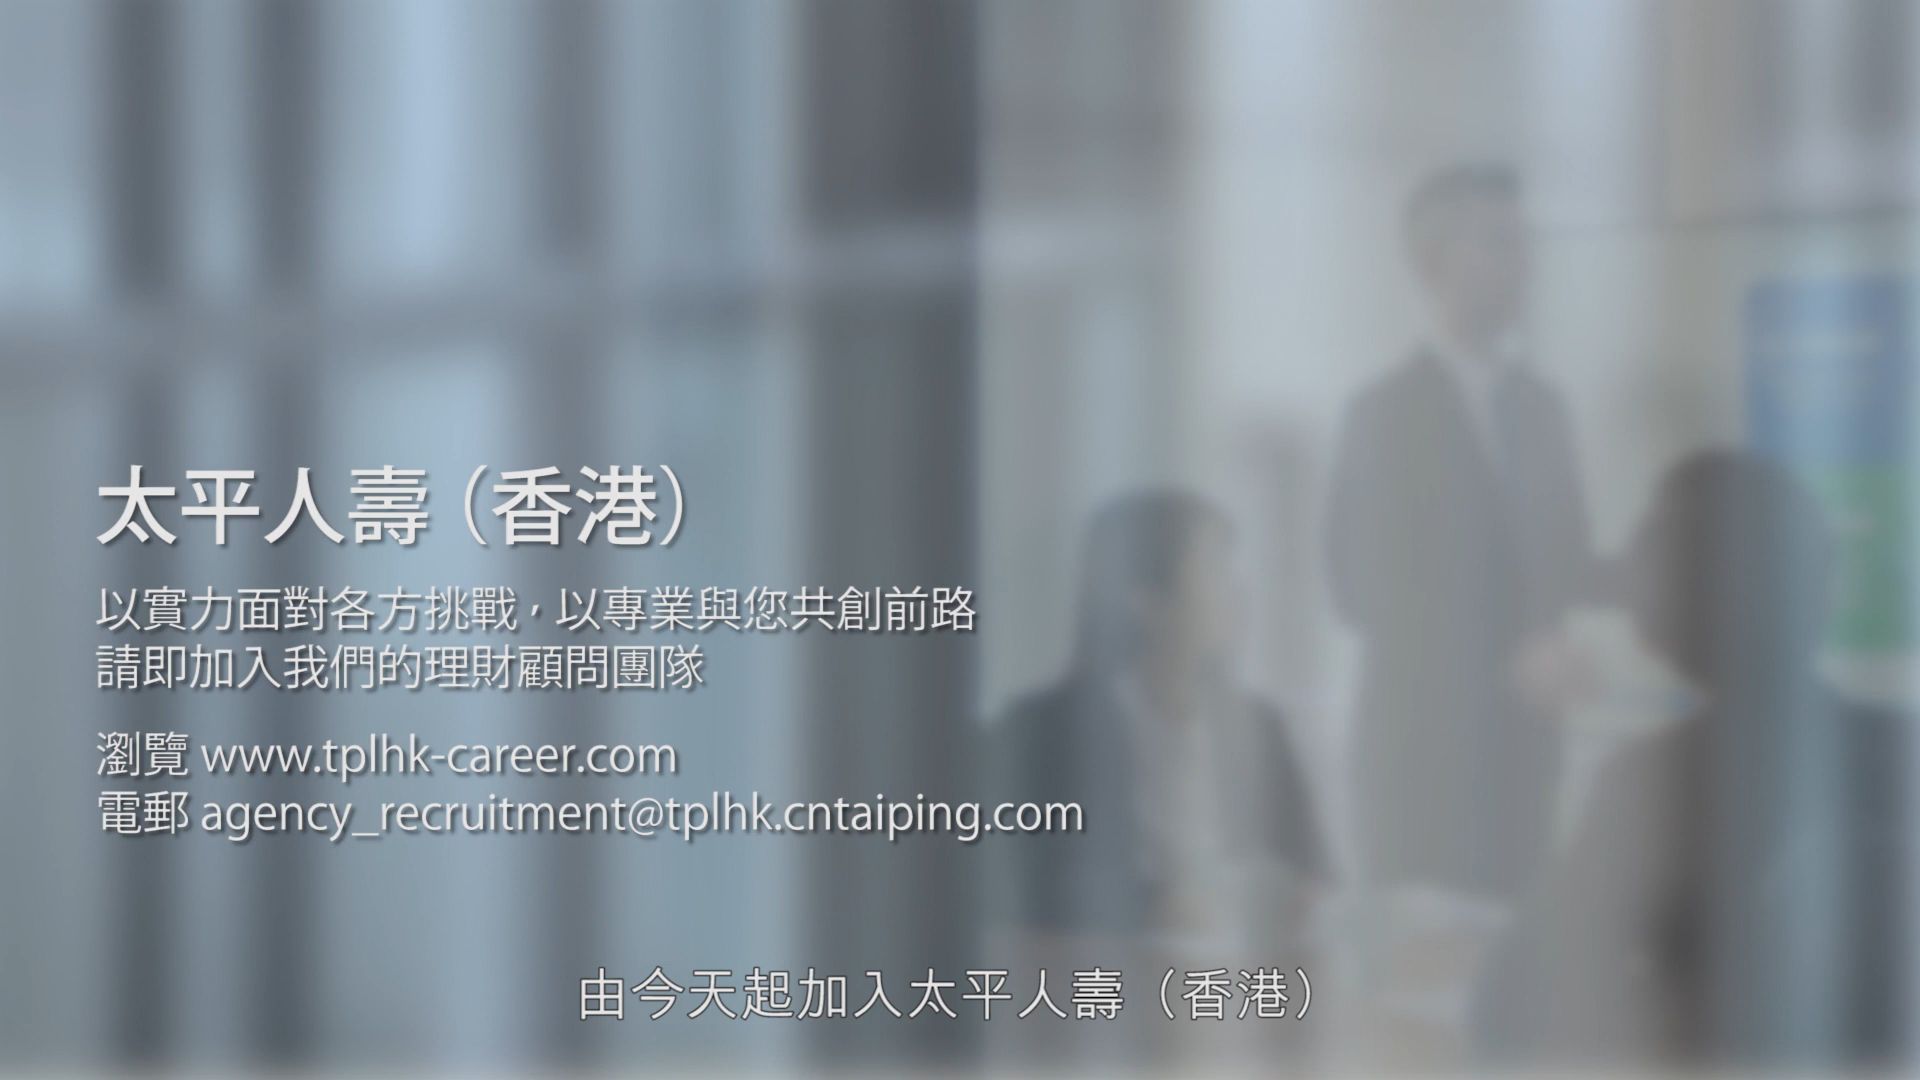 太平人壽（香港）
以實力面對各方挑戰，以專業與您共創前路
請即加入我們的理財顧問團隊
瀏覽 www.tplhk-career.com
電郵 agency_recruitment@tplhk.cntaiping.com
由今天起加入太平人壽（香港）